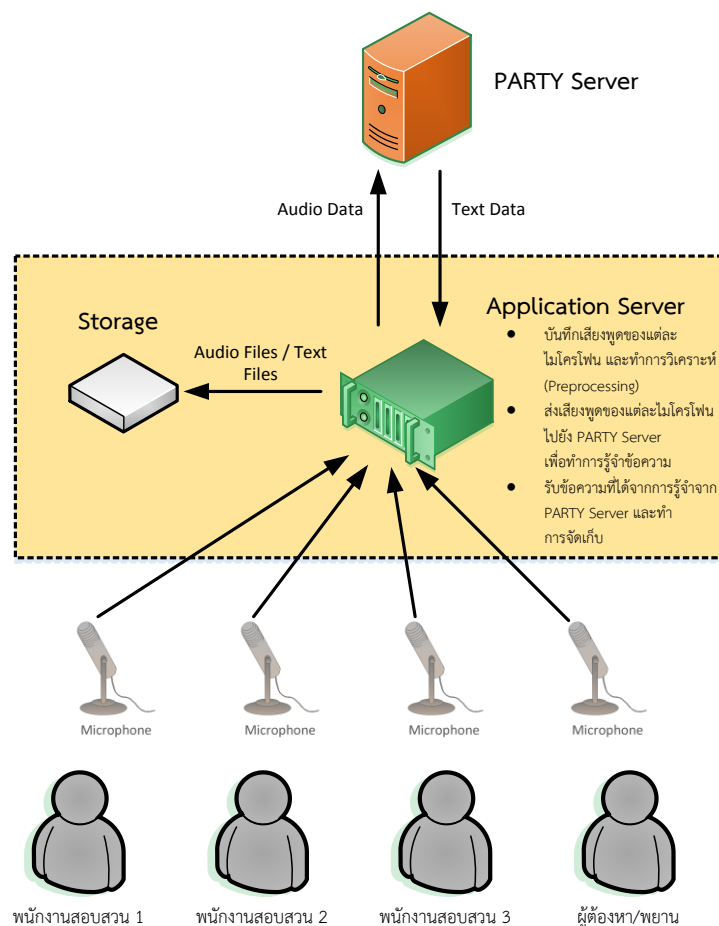 PARTY Server
Audio Data
Text Data
Storage
Audio Files / Text
Files
Application Server
● บันทึกเสียงพูดของแต่ละ
ไมโครโฟน และทำการวิเคราะห์
(Preprocessing)
● ส่งเสียงพูดของแต่ละไมโครโฟน
ไปยัง PARTY Server
เพื่อทำการรู้จำข้อความ
● รับข้อความที่ได้จากการรู้จำจาก
PARTY Server และทำ
การจัดเก็บ
Microphone
Microphone
Microphone
Microphone
พนักงานสอบสวน 1
พนักงานสอบสวน 2
พนักงานสอบสวน 3
ผู้ต้องหา/พยาน